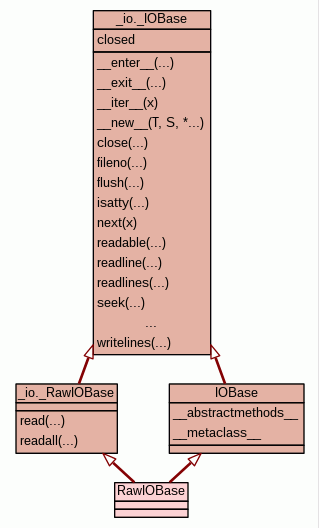 _io._IOBase
closed
__enter__(...)
__exit__(...)
__iter__(x)
__new__(T, S, *...)
close(...)
fileno(...)
flush(...)
isatty(...)
next(x)
readable(...)
readline(...)
readlines(...)
seek(...)
...
writelines(...)
_io._RawIOBase
read(...)
readall(...)
IOBase
__abstractmethods__
__metaclass__
RawIOBase